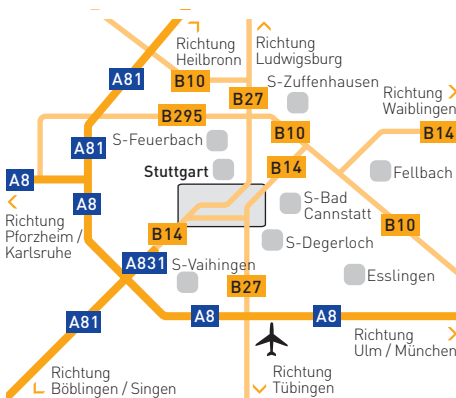 A8
Richtung
Heilbronn
Richtung
Ludwigsburg
A81
B10
S-Zuffenhausen
B27
Richtung
Waiblingen
B295
B10
B14
S-Feuerbach
A81
B14
Stuttgart
Fellbach
A8
A8
S-Bad
Cannstatt
Richtung
Pforzheim /
Karlsruhe
B14
B10
S-Degerloch
A831
S-Vaihingen
Esslingen
B27
A81
A8
A8
Richtung
Ulm / München
Richtung
Böblingen / Singen
Richtung
Tübingen